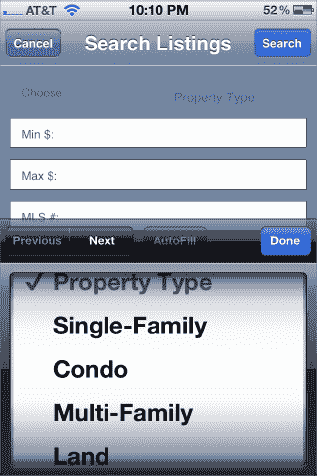 AT&T 10:10 PM 52%
Cancel Search Listings Search
Choose Property Type
Min $:
Max $:
MLS #:
Previous Next AutoFill Done
✓ Property Type
Single-Family
Condo
Multi-Family
Land